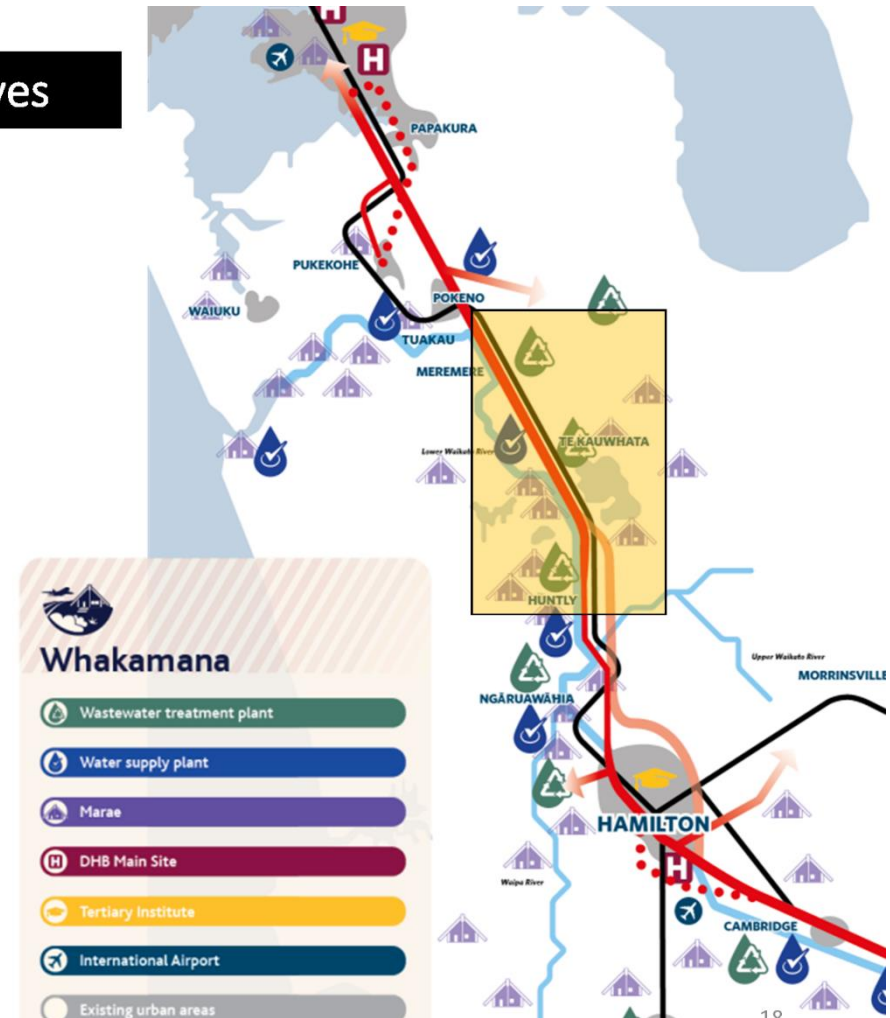 ves
H
H
PAPAKURA
PUKEKOHE
WAIUKU
POKENO
TUAKAU
MEREMERE
TE KAUWHATA
Lower Waikato River
HUNTLY
Upper Waikato River
MORRINSVILLE
NGĀRUAWĀHIA
HAMILTON
H
Waipa River
CAMBRIDGE
18
Whakamana
Wastewater treatment plant
Water supply plant
Marae
H DHB Main Site
Tertiary Institute
International Airport
Existing urban areas